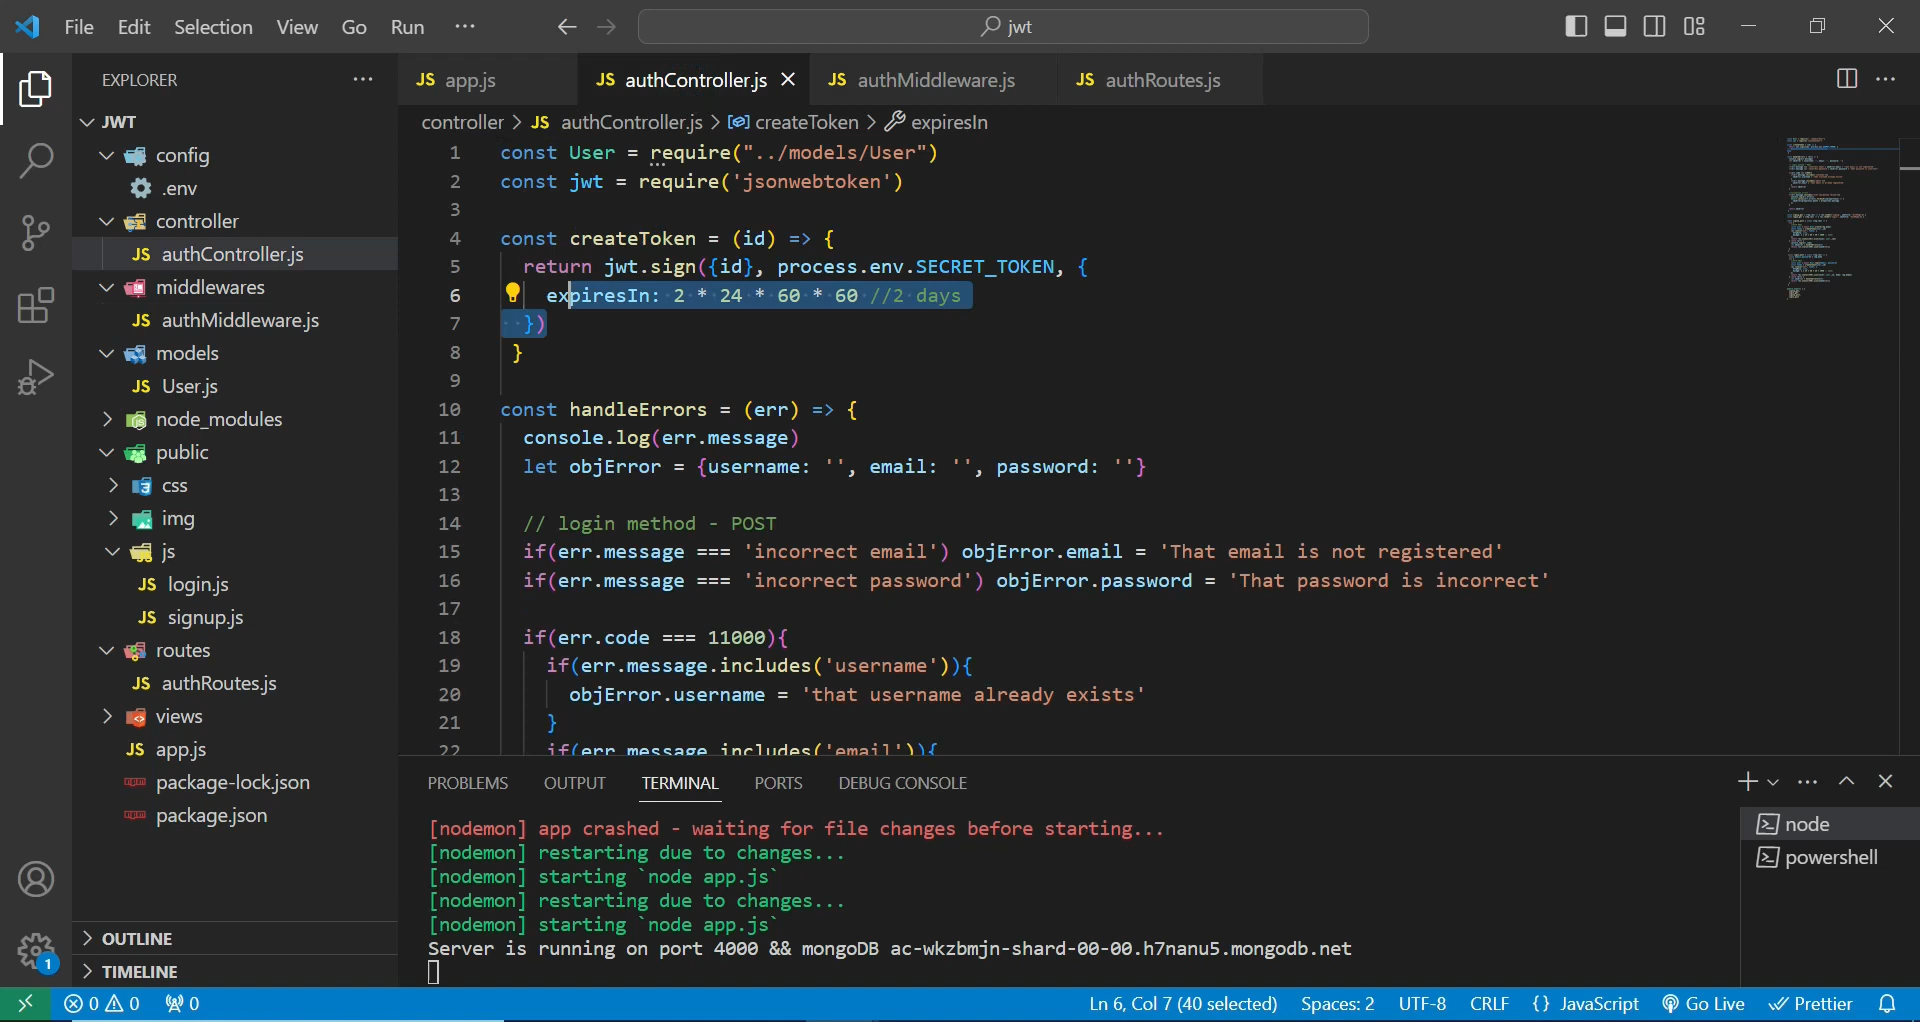 File Edit Selection View Go Run ···
jwt
EXPLORER ···
JWT
config
.env
controller
JS authController.js
middlewares
JS authMiddleware.js
models
JS User.js
node_modules
public
css
img
js
JS login.js
JS signup.js
routes
JS authRoutes.js
views
JS app.js
package-lock.json
package.json
OUTLINE
TIMELINE
1
JS app.js JS authController.js JS authMiddleware.js JS authRoutes.js
controller > JS authController.js > createToken > expiresIn
1 const User = require("../models/User")
2 const jwt = require('jsonwebtoken')
3
4 const createToken = (id) => {
5 return jwt.sign({id}, process.env.SECRET_TOKEN, {
6 expiresIn: 2 * 24 * 60 * 60 //2 days
7 })
8 }
9
10 const handleErrors = (err) => {
11 console.log(err.message)
12 let objError = {username: '', email: '', password: ''}
13
14 // login method - POST
15 if(err.message === 'incorrect email') objError.email = 'That email is not registered'
16 if(err.message === 'incorrect password') objError.password = 'That password is incorrect'
17
18 if(err.code === 11000){
19 if(err.message.includes('username')){
20 objError.username = 'that username already exists'
21 }
22 if(err.message.includes('email')){
PROBLEMS OUTPUT TERMINAL PORTS DEBUG CONSOLE
[nodemon] app crashed - waiting for file changes before starting...
[nodemon] restarting due to changes...
[nodemon] starting `node app.js`
[nodemon] restarting due to changes...
[nodemon] starting `node app.js`
Server is running on port 4000 && mongoDB ac-wkzbmjn-shard-00-00.h7nanu5.mongodb.net
node
powershell
0 0 0 Ln 6, Col 7 (40 selected) Spaces: 2 UTF-8 CRLF {} JavaScript Go Live Prettier